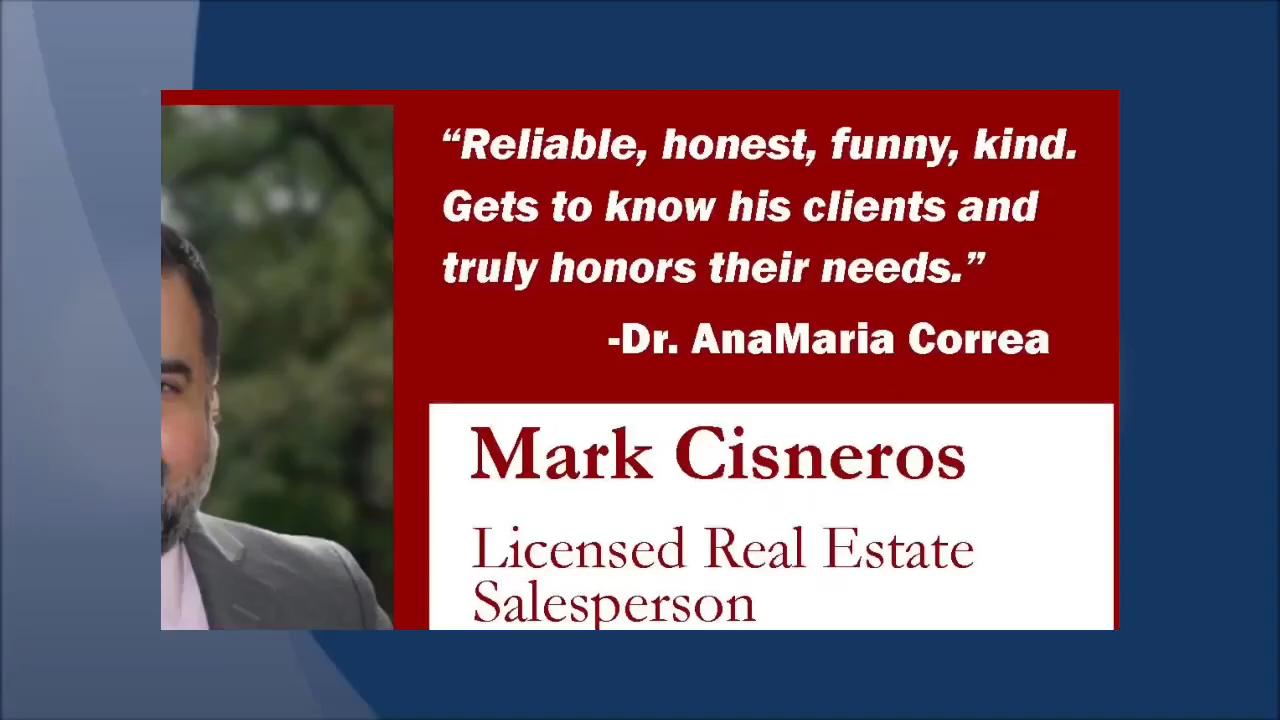 “Reliable, honest, funny, kind.
Gets to know his clients and
truly honors their needs.”
-Dr. AnaMaria Correa
Mark Cisneros
Licensed Real Estate
Salesperson